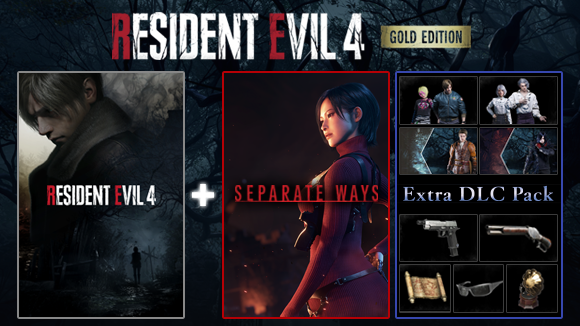 RESIDENT EVIL 4
GOLD EDITION
RESIDENT EVIL 4
+
SEPARATE WAYS
Extra DLC Pack